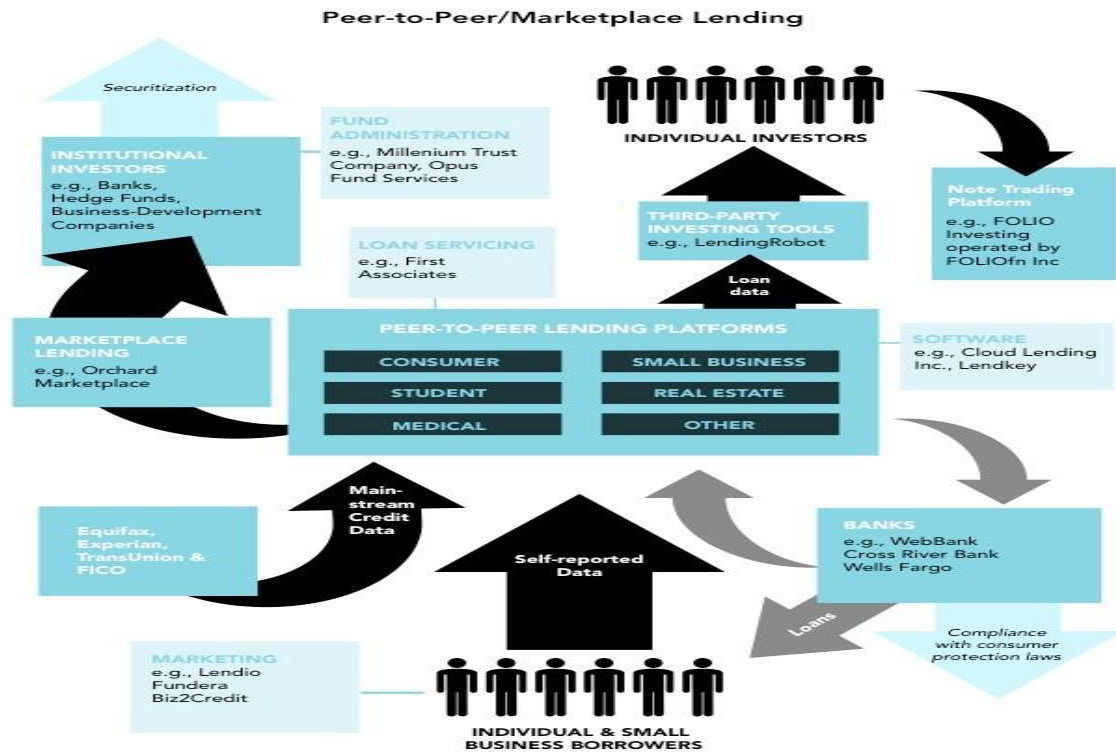 Peer-to-Peer/Marketplace Lending
Securitization
INSTITUTIONAL
INVESTORS
e.g., Banks,
Hedge Funds,
Business-Development
Companies
FUND
ADMINISTRATION
e.g., Millenium Trust
Company, Opus
Fund Services
INDIVIDUAL INVESTORS
THIRD-PARTY
INVESTING TOOLS
e.g., LendingRobot
Note Trading
Platform
e.g., FOLIO
Investing
operated by
FOLIOfn Inc
LOAN SERVICING
e.g., First
Associates
Loan
data
MARKETPLACE
LENDING
e.g., Orchard
Marketplace
PEER-TO-PEER LENDING PLATFORMS
CONSUMER
SMALL BUSINESS
STUDENT
REAL ESTATE
MEDICAL
OTHER
SOFTWARE
e.g., Cloud Lending
Inc., Lendkey
Equifax,
Experian,
TransUnion &
FICO
Main-
stream
Credit
Data
Self-reported
Data
BANKS
e.g., WebBank
Cross River Bank
Wells Fargo
Loans
Compliance
with consumer
protection laws
MARKETING
e.g., Lendio
Fundera
Biz2Credit
INDIVIDUAL & SMALL
BUSINESS BORROWERS